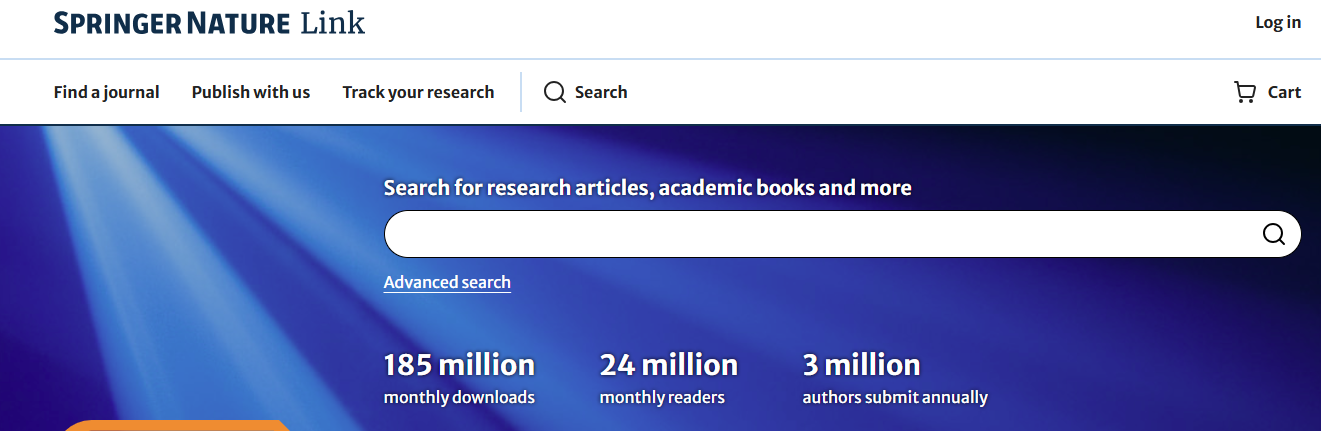 SPRINGER NATURE Link
Log in
Find a journal Publish with us Track your research Search Cart
Search for research articles, academic books and more
Advanced search
185 million 24 million 3 million
monthly downloads monthly readers authors submit annually